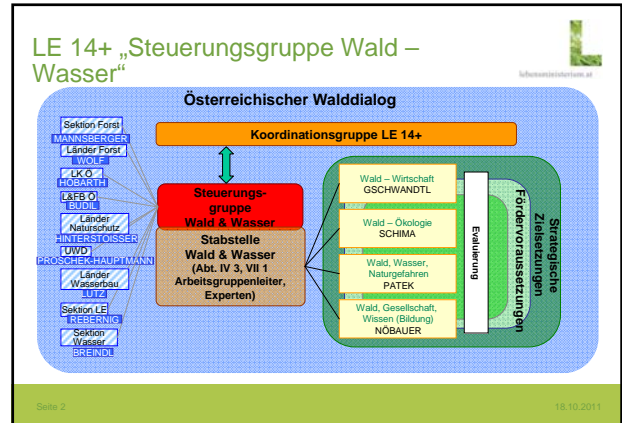 LE 14+ „Steuerungsgruppe Wald –
Wasser“
lebensministerium.at
Österreichischer Walddialog
Koordinationsgruppe LE 14+
Sektion Forst
MANNSBERGER
Länder Forst
WOLF
LK Ö
HOBARTH
L&FB Ö
BUDIL
Länder
Naturschutz
HINTERSTOISSER
UWD
PROSCHEK-HAUPTMANN
Länder
Wasserbau
LUTZ
Sektion LE
REBERNIG
Sektion
Wasser
BREINDL
Steuerungs-
gruppe
Wald & Wasser
Stabstelle
Wald & Wasser
(Abt. IV 3, VII 1
Arbeitsgruppenleiter,
Experten)
Wald – Wirtschaft
GSCHWANDTL
Wald – Ökologie
SCHIMA
Wald, Wasser,
Naturgefahren
PATEK
Wald, Gesellschaft,
Wissen (Bildung)
NÖBAUER
Evaluierung
Fördervoraussetzungen
Strategische
Zielsetzungen
Seite 2
18.10.2011